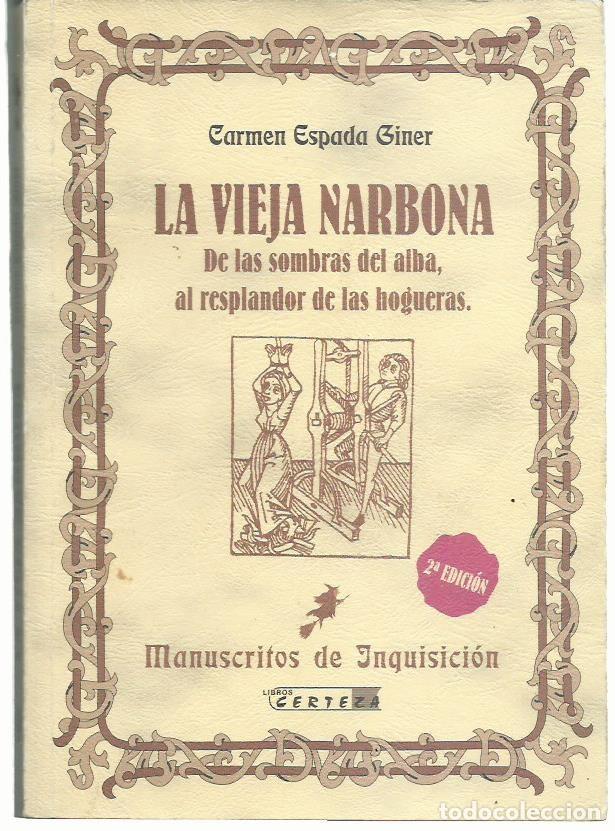 Carmen Espada Giner
LA VIEJA NARBONA
De las sombras del alba,
al resplandor de las hogueras.
2ª EDICIÓN
Manuscritos de Inquisición
LIBROS
CERTEZA
todocoleccion